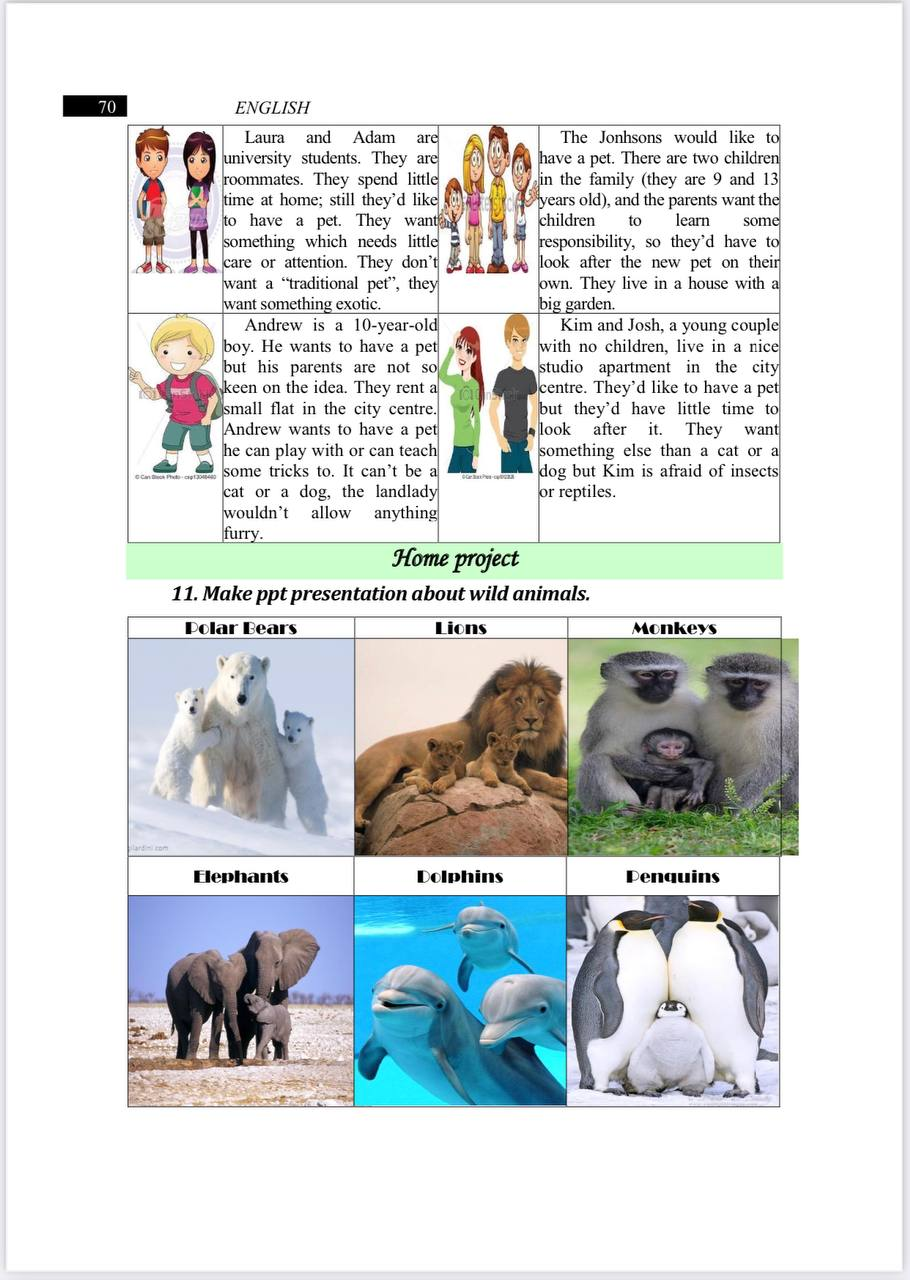 70
ENGLISH
Laura and Adam are
university students. They are
roommates. They spend little
time at home; still they’d like
to have a pet. They want
something which needs little
care or attention. They don’t
want a “traditional pet”, they
want something exotic.
The Jonhsons would like to
have a pet. There are two children
in the family (they are 9 and 13
years old), and the parents want the
children to learn some
responsibility, so they’d have to
look after the new pet on their
own. They live in a house with a
big garden.
Andrew is a 10-year-old
boy. He wants to have a pet
but his parents are not so
keen on the idea. They rent a
small flat in the city centre.
Andrew wants to have a pet
he can play with or can teach
some tricks to. It can’t be a
cat or a dog, the landlady
wouldn’t allow anything
furry.
© Can Stock Photo - csp13048460
Kim and Josh, a young couple
with no children, live in a nice
studio apartment in the city
centre. They’d like to have a pet
but they’d have little time to
look after it. They want
something else than a cat or a
dog but Kim is afraid of insects
or reptiles.
Home project
11. Make ppt presentation about wild animals.
Polar Bears
Lions
Monkeys
Elephants
Dolphins
Penguins